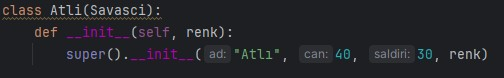 class Atli(Savasci):
def __init__(self, renk):
super().__init__( ad: "Atlı", can: 40, saldiri: 30, renk)